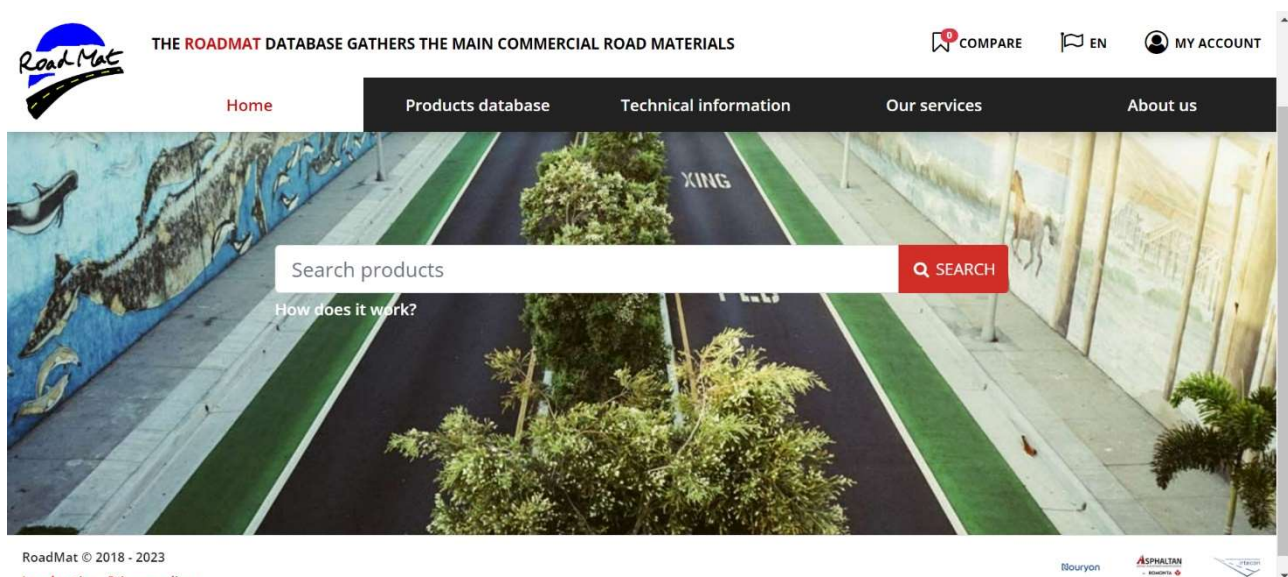 Road Mat
THE ROADMAT DATABASE GATHERS THE MAIN COMMERCIAL ROAD MATERIALS
0
COMPARE
EN
MY ACCOUNT
Home
Products database
Technical information
Our services
About us
XING
Search products
SEARCH
How does it work?
RoadMat © 2018 - 2023
Nouryon
ASPHALTAN
ROMONTA